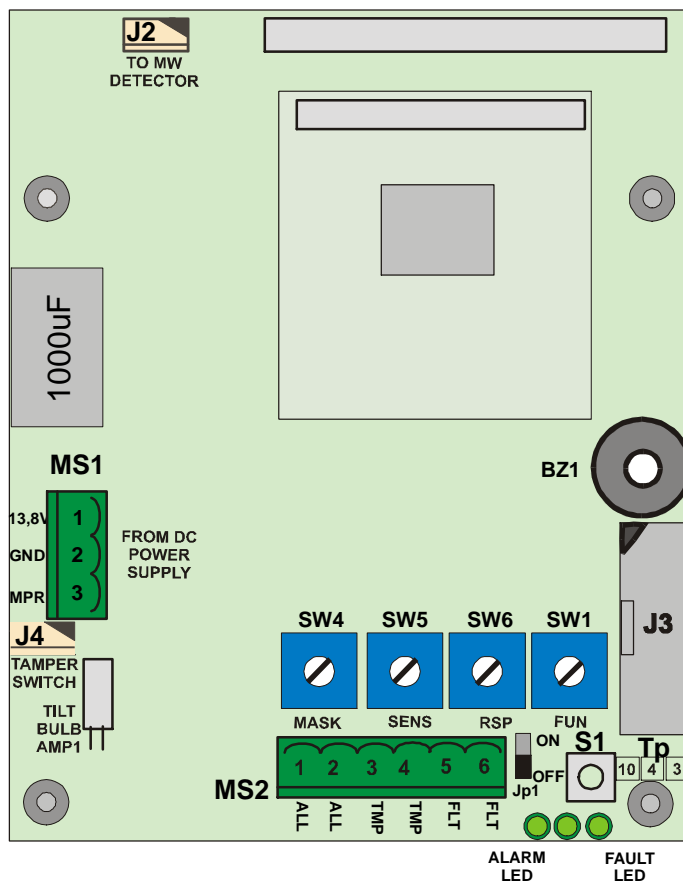 J2
TO MW
DETECTOR
1000uF
MS1
13,8V 1
GND 2
MPR 3
FROM DC
POWER
SUPPLY
BZ1
J4
TAMPER
SWITCH
TILT
BULB
AMP1
J3
SW4 SW5 SW6 SW1
MASK SENS RSP FUN
MS2
1 2 3 4 5 6
ALL ALL TMP TMP FLT FLT
ON
OFF
Jp1
S1
Tp
10 4 3
ALARM
LED
FAULT
LED